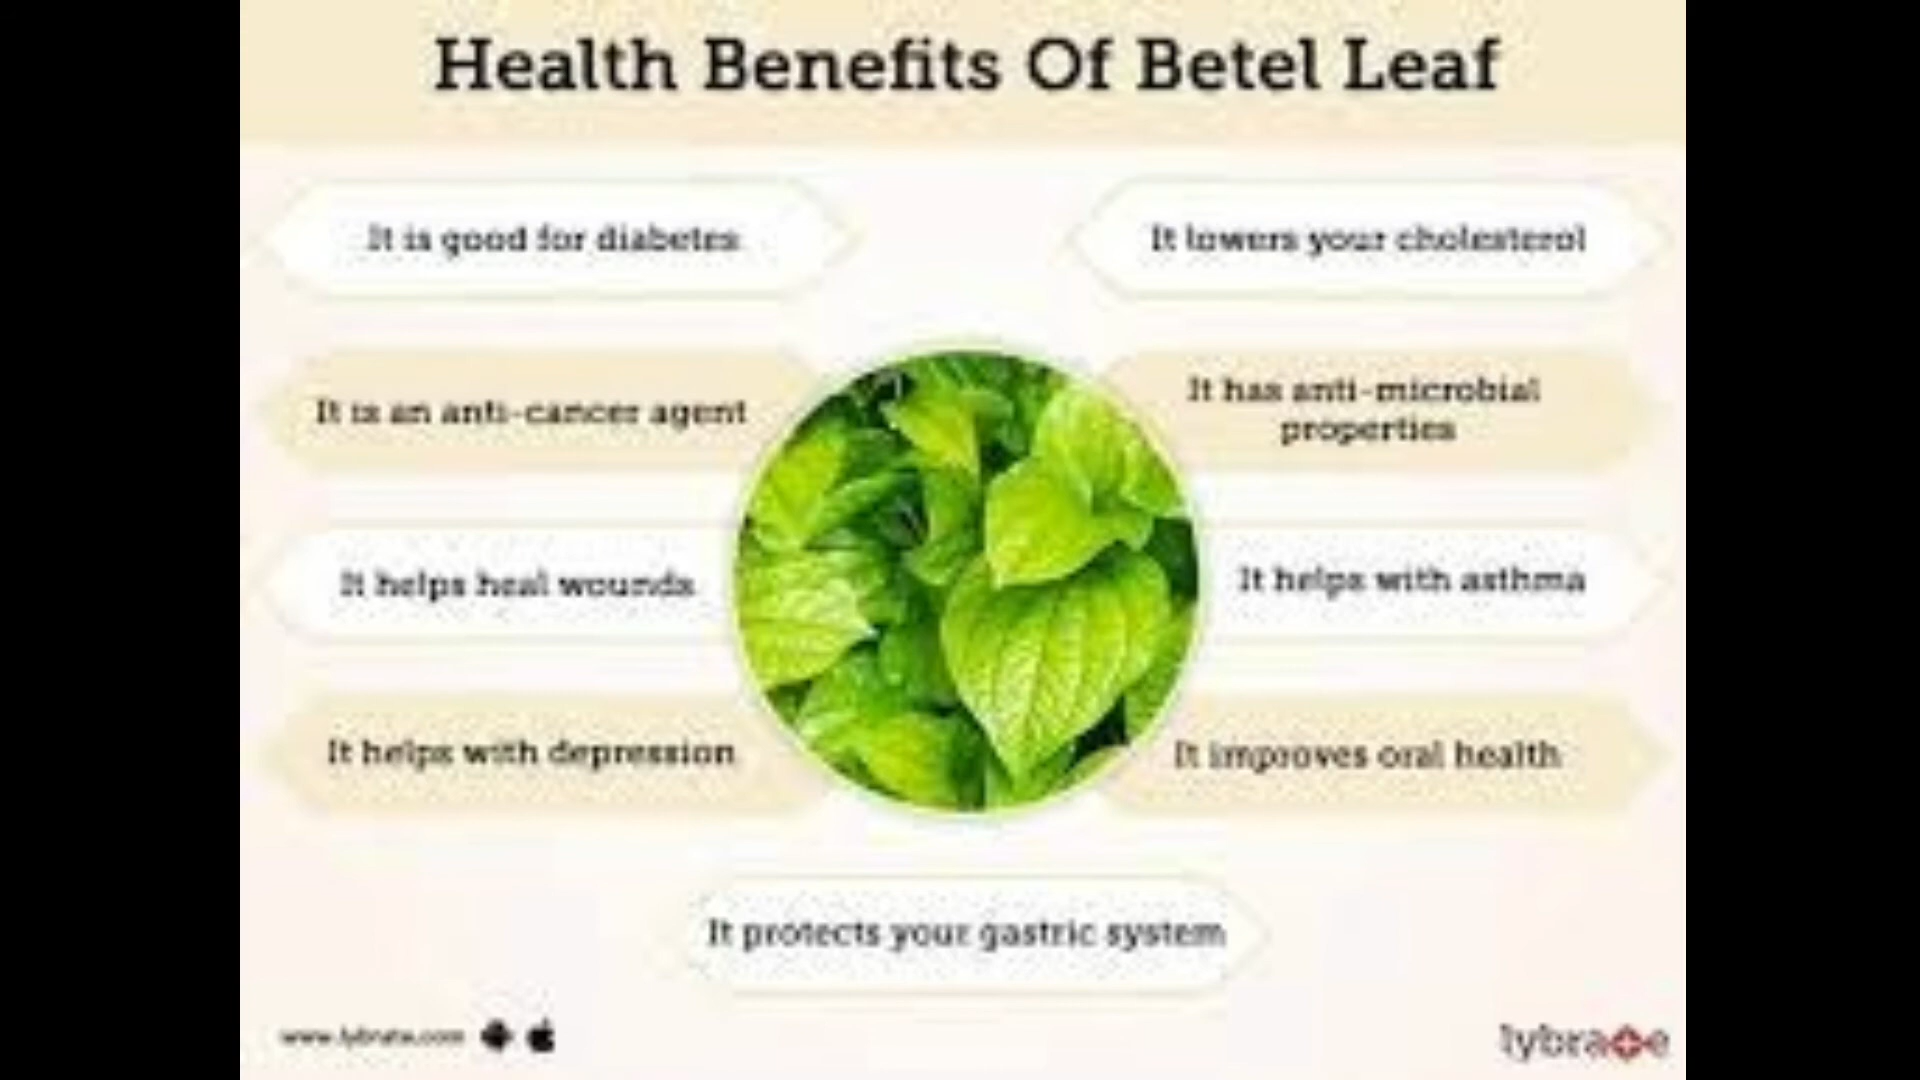 Health Benefits Of Betel Leaf
It is good for diabetes
It lowers your cholesterol
It is an anti-cancer agent
It has anti-microbial
properties
It helps heal wounds
It helps with asthma
It helps with depression
It improves oral health
It protects your gastric system
www.lybrate.com
lybrate